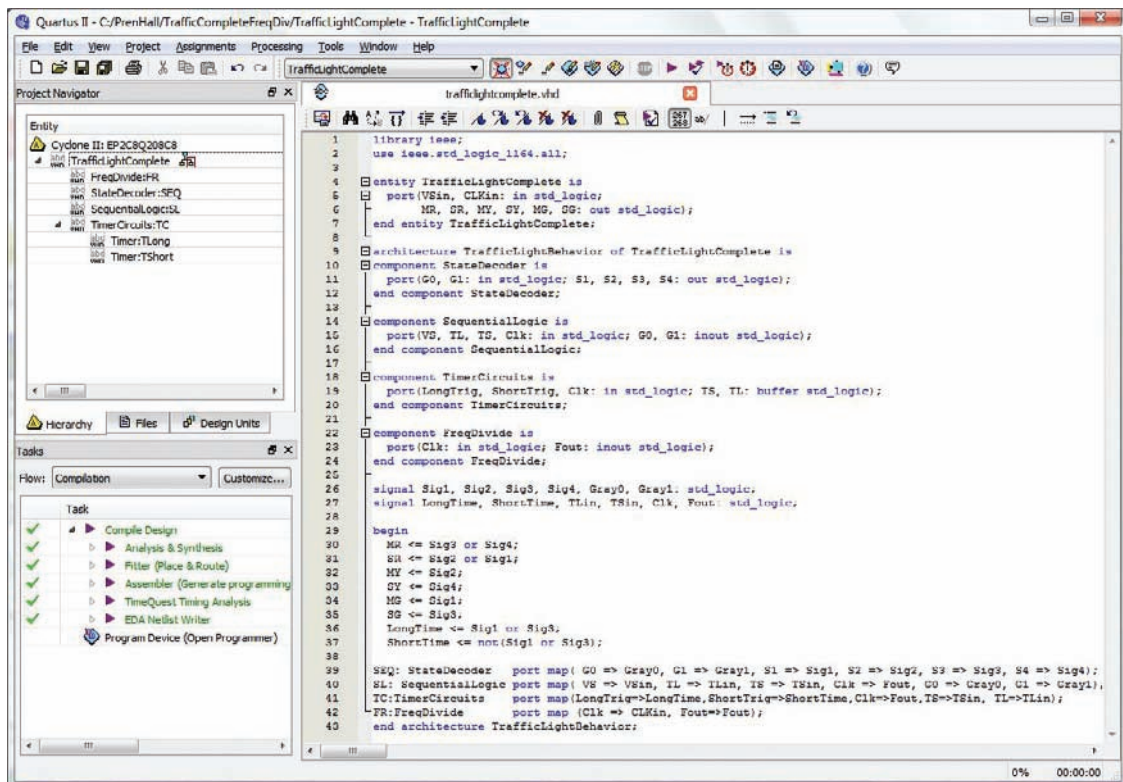 Quartus II - C:/PrenHall/TrafficCompleteFreqDiv/TrafficLightComplete - TrafficLightComplete
File Edit View Project Assignments Processing Tools Window Help
TrafficLightComplete
Project Navigator
trafficlightcomplete.vhd
Entity
Cyclone II: EP2C8Q208C8
TrafficLightComplete
FreqDivide:FR
StateDecoder:SEQ
SequentialLogic:SL
TimerCircuits:TC
Timer:TLong
Timer:TShort
Hierarchy Files Design Units
Tasks
Flow: Compilation Customize...
Task
Compile Design
Analysis & Synthesis
Fitter (Place & Route)
Assembler (Generate programming
TimeQuest Timing Analysis
EDA Netlist Writer
Program Device (Open Programmer)
1 library ieee;
2 use ieee.std_logic_1164.all;
3
4 entity TrafficLightComplete is
5 port(VSin, CLKin: in std_logic;
6 MR, SR, MY, SY, MG, SG: out std_logic);
7 end entity TrafficLightComplete;
8
9 architecture TrafficLightBehavior of TrafficLightComplete is
10 component StateDecoder is
11 port(G0, G1: in std_logic; S1, S2, S3, S4: out std_logic);
12 end component StateDecoder;
13
14 component SequentialLogic is
15 port(VS, TL, TS, Clk: in std_logic; G0, G1: inout std_logic);
16 end component SequentialLogic;
17
18 component TimerCircuits is
19 port(LongTrig, ShortTrig, Clk: in std_logic; TS, TL: buffer std_logic);
20 end component TimerCircuits;
21
22 component FreqDivide is
23 port(Clk: in std_logic; Fout: inout std_logic);
24 end component FreqDivide;
25
26 signal Sig1, Sig2, Sig3, Sig4, Gray0, Gray1: std_logic;
27 signal LongTime, ShortTime, TLin, TSin, Clk, Fout: std_logic;
28
29 begin
30 MR <= Sig3 or Sig4;
31 SR <= Sig2 or Sig1;
32 MY <= Sig2;
33 SY <= Sig4;
34 MG <= Sig1;
35 SG <= Sig3;
36 LongTime <= Sig1 or Sig3;
37 ShortTime <= not(Sig1 or Sig3);
38
39 SEQ: StateDecoder port map( G0 => Gray0, G1 => Gray1, S1 => Sig1, S2 => Sig2, S3 => Sig3, S4 => Sig4);
40 SL: SequentialLogic port map( VS => VSin, TL => TLin, TS => TSin, Clk => Fout, G0 => Gray0, G1 => Gray1);
41 TC:TimerCircuits port map(LongTrig=>LongTime,ShortTrig=>ShortTime,Clk=>Fout,TS=>TSin, TL=>TLin);
42 FR:FreqDivide port map (Clk => CLKin, Fout=>Fout);
43 end architecture TrafficLightBehavior;
0% 00:00:00